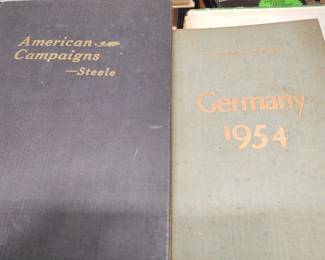 American
Campaigns
—Steele
Germany
1954